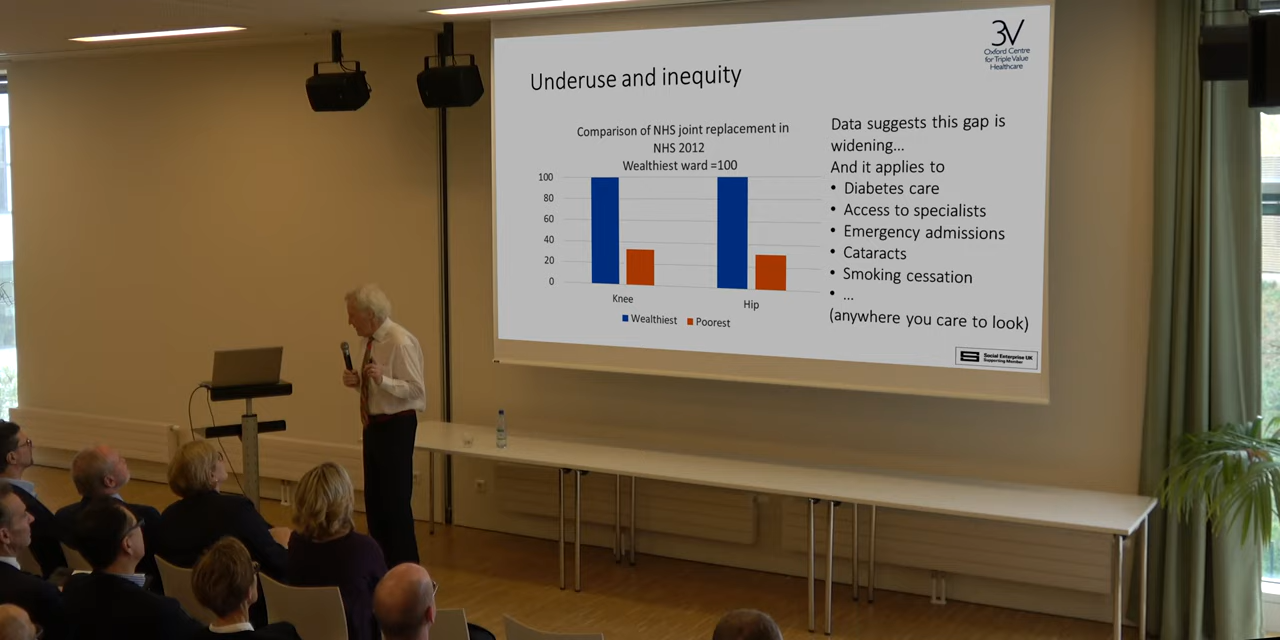 3V
Oxford Centre
for Triple Value
Healthcare
Underuse and inequity
Comparison of NHS joint replacement in
NHS 2012
Wealthiest ward =100
100
80
60
40
20
0
Knee
Hip
Wealthiest
Poorest
Data suggests this gap is
widening...
And it applies to
• Diabetes care
• Access to specialists
• Emergency admissions
• Cataracts
• Smoking cessation
• ...
(anywhere you care to look)
Social Enterprise UK
Supporting Member